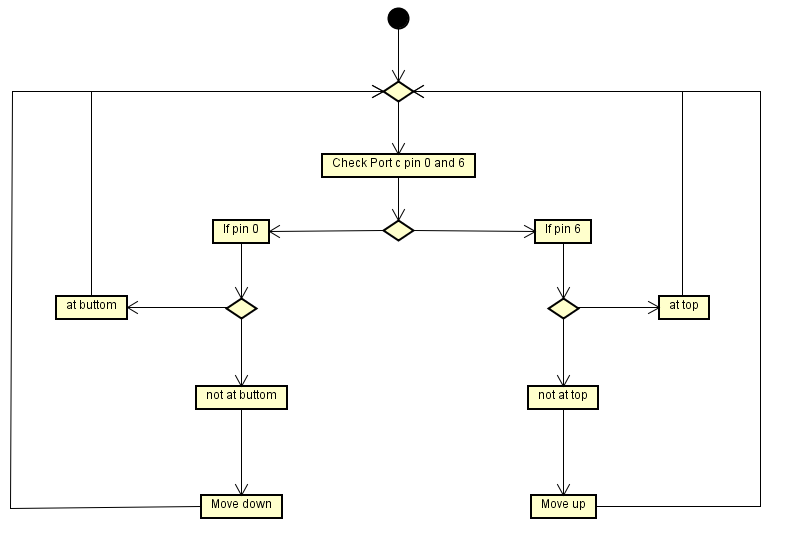 Check Port c pin 0 and 6
If pin 0
If pin 6
at buttom
at top
not at buttom
not at top
Move down
Move up